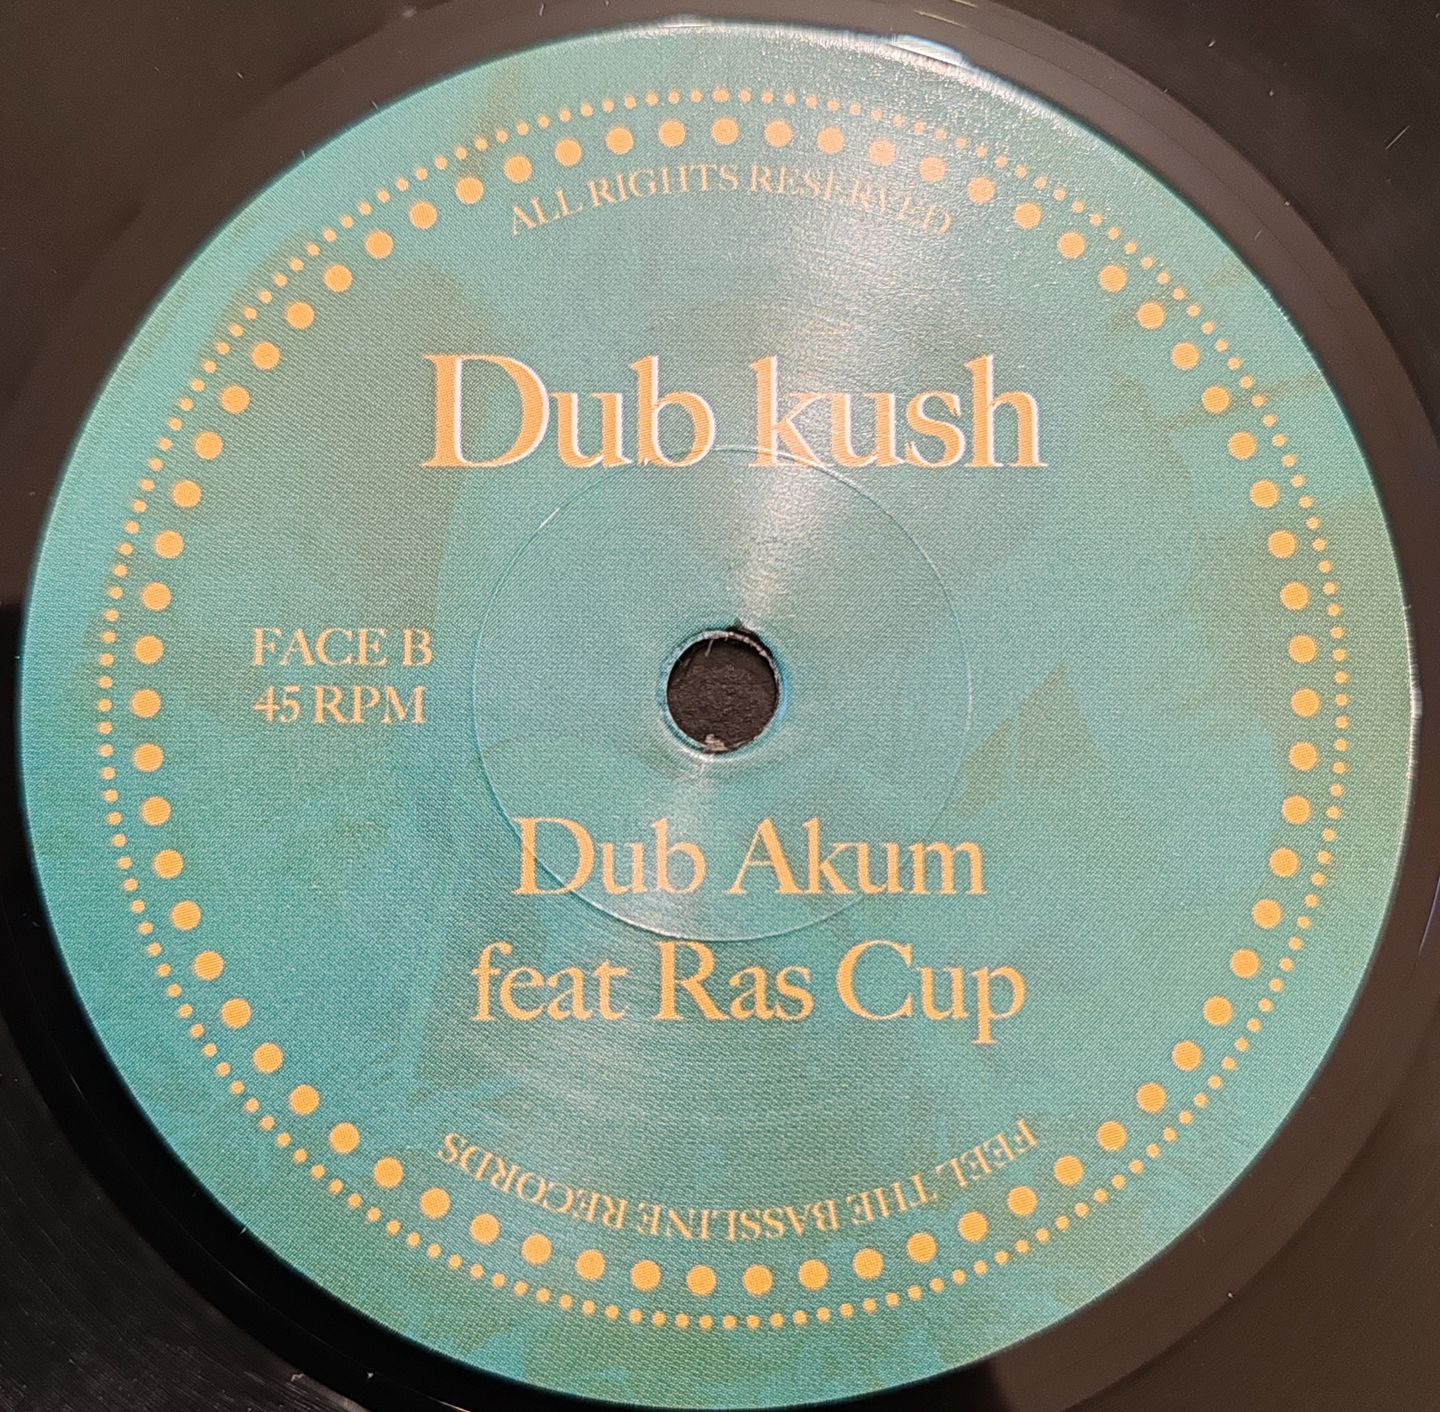 ALL RIGHTS RESERVED
Dub kush
FACE B
45 RPM
Dub Akum
feat Ras Cup
FEEL THE BASSLINE RECORDS